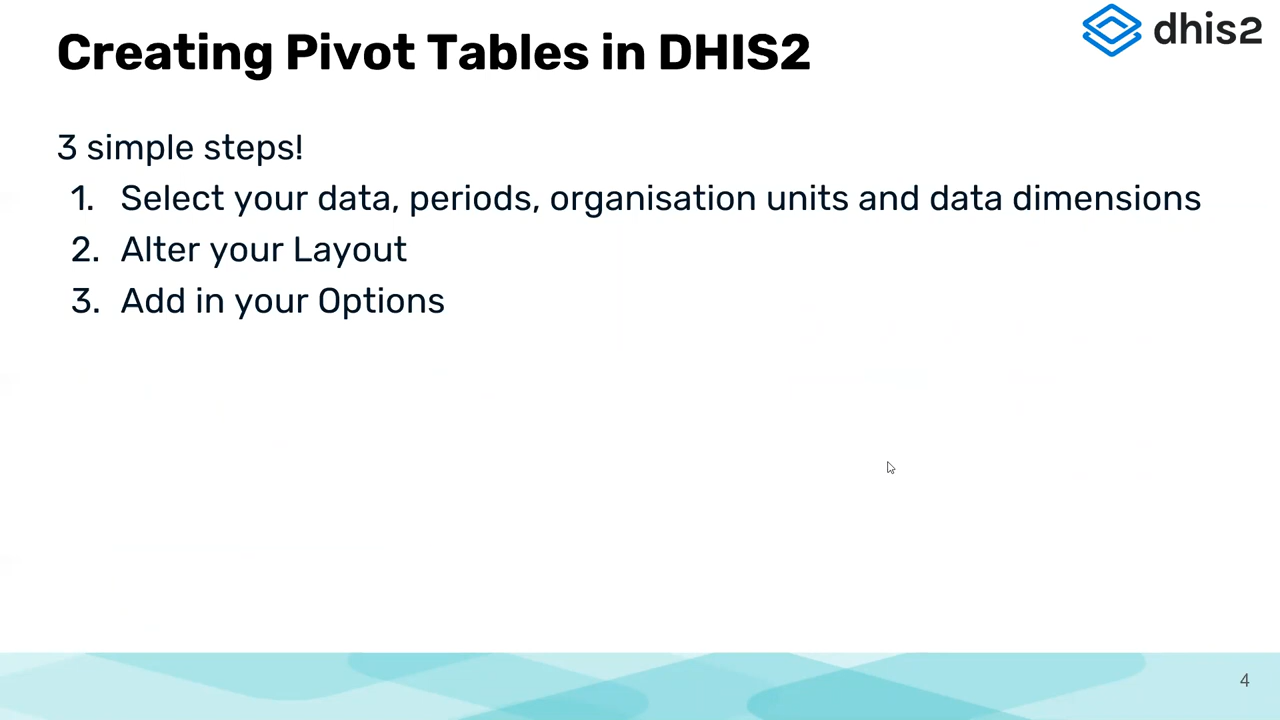 Creating Pivot Tables in DHIS2
dhis2
3 simple steps!
1. Select your data, periods, organisation units and data dimensions
2. Alter your Layout
3. Add in your Options
4